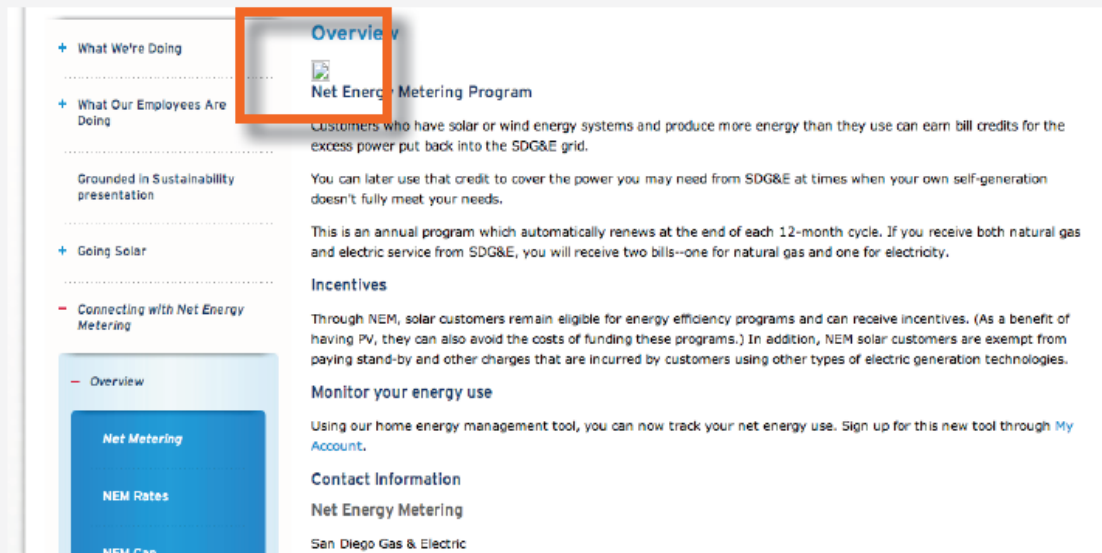 What We're Doing
What Our Employees Are
Doing
Grounded in Sustainability
presentation
Going Solar
Connecting with Net Energy
Metering
Overview
Net Metering
NEM Rates
NEM Cap
Overview
Net Energy Metering Program
Customers who have solar or wind energy systems and produce more energy than they use can earn bill credits for the
excess power put back into the SDG&E grid.
You can later use that credit to cover the power you may need from SDG&E at times when your own self-generation
doesn't fully meet your needs.
This is an annual program which automatically renews at the end of each 12-month cycle. If you receive both natural gas
and electric service from SDG&E, you will receive two bills--one for natural gas and one for electricity.
Incentives
Through NEM, solar customers remain eligible for energy efficiency programs and can receive incentives. (As a benefit of
having PV, they can also avoid the costs of funding these programs.) In addition, NEM solar customers are exempt from
paying stand-by and other charges that are incurred by customers using other types of electric generation technologies.
Monitor your energy use
Using our home energy management tool, you can now track your net energy use. Sign up for this new tool through My
Account.
Contact Information
Net Energy Metering
San Diego Gas & Electric